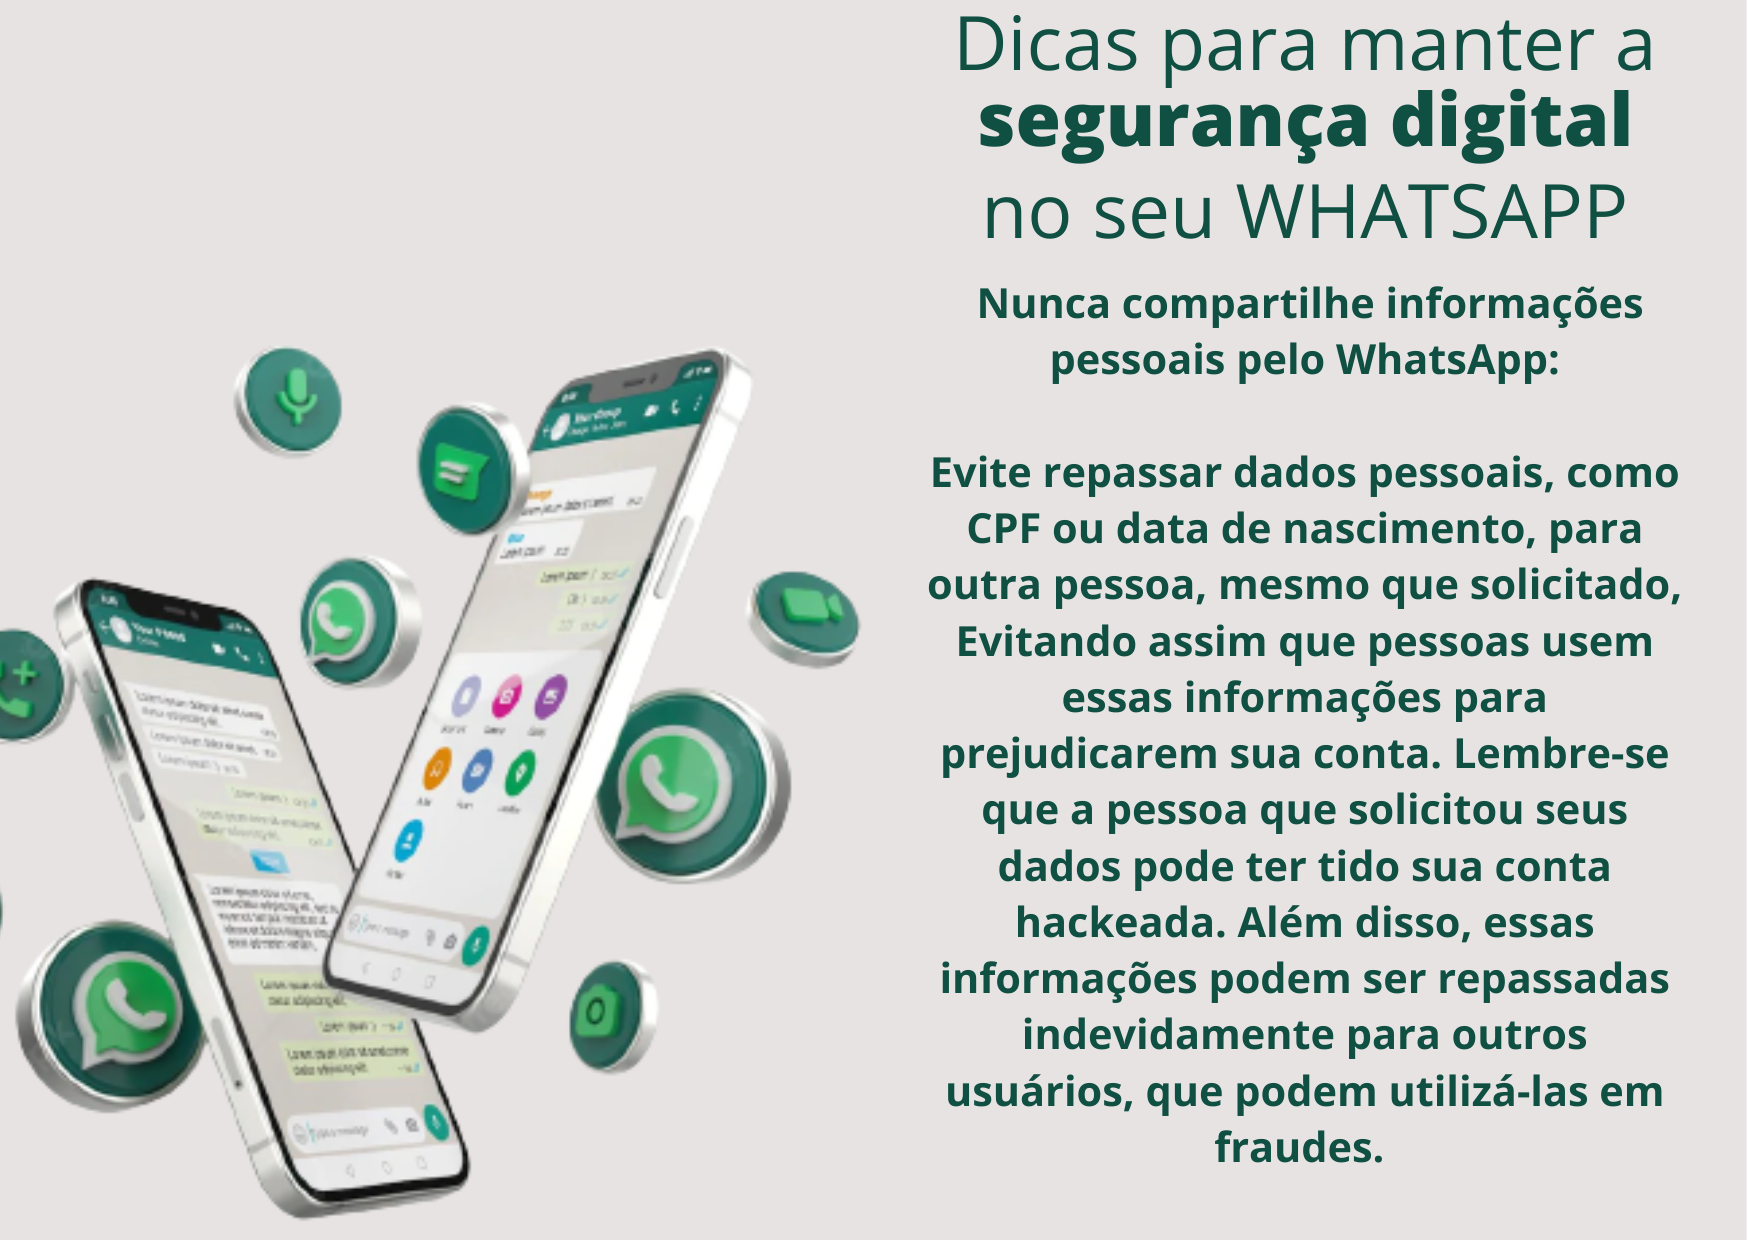 Dicas para manter a
segurança digital
no seu WHATSAPP
Nunca compartilhe informações
pessoais pelo WhatsApp:
Evite repassar dados pessoais, como
CPF ou data de nascimento, para
outra pessoa, mesmo que solicitado,
Evitando assim que pessoas usem
essas informações para
prejudicarem sua conta. Lembre-se
que a pessoa que solicitou seus
dados pode ter tido sua conta
hackeada. Além disso, essas
informações podem ser repassadas
indevidamente para outros
usuários, que podem utilizá-las em
fraudes.